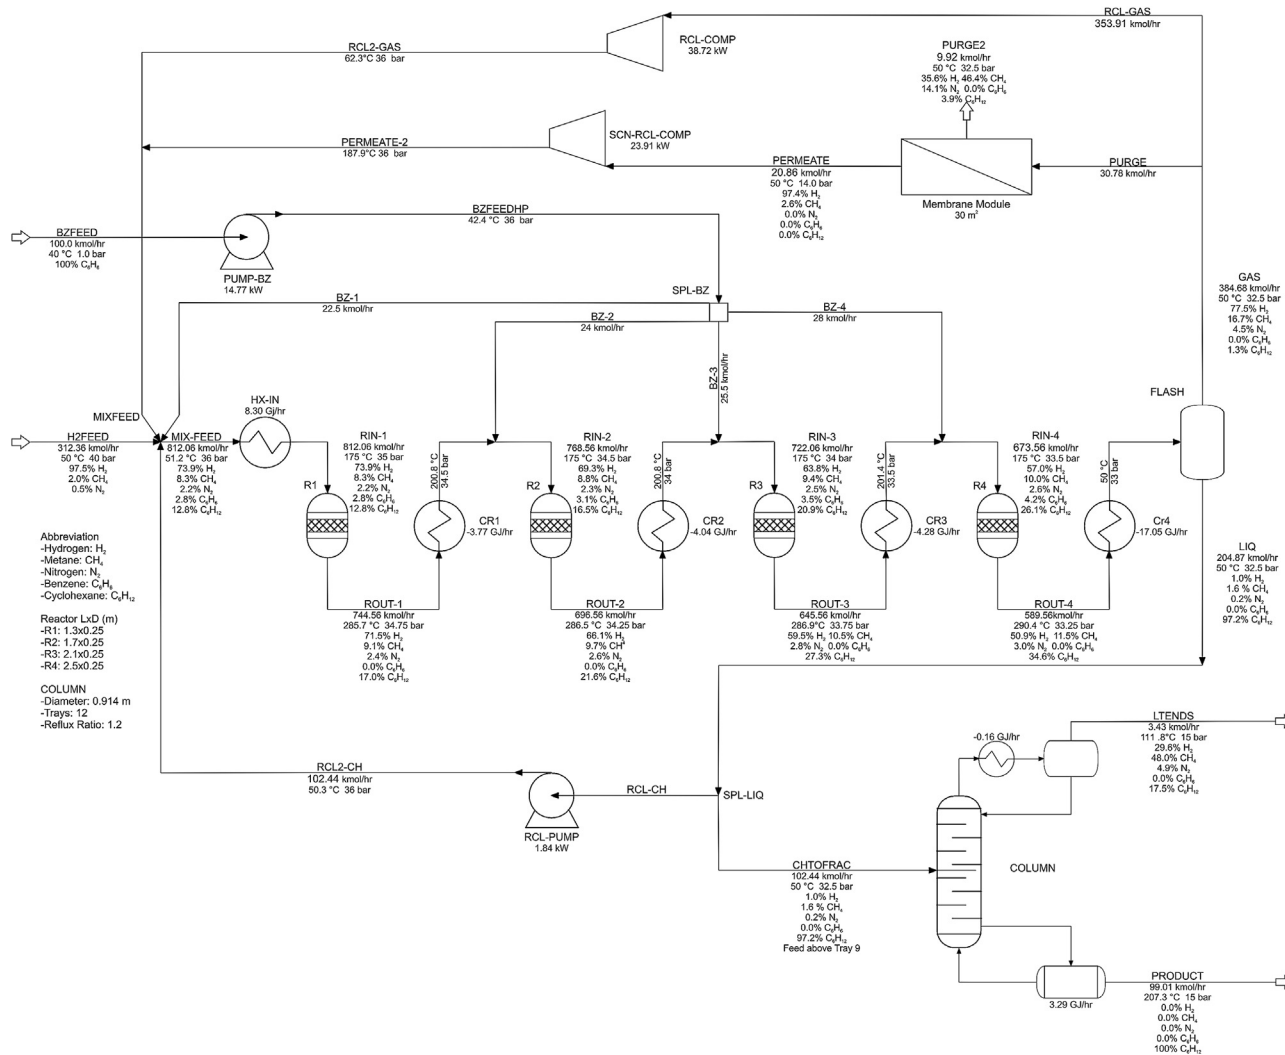 RCL-GAS
353.91 kmol/hr
RCL-COMP
38.72 kW
RCL2-GAS
62.3°C 36 bar
PURGE2
9.92 kmol/hr
50 °C 32.5 bar
35.6% H₂ 46.4% CH₄
14.1% N₂ 0.0% C₆H₆
3.9% C₆H₁₂
SCN-RCL-COMP
23.91 kW
PERMEATE-2
187.9°C 36 bar
PERMEATE
20.86 kmol/hr
50 °C 14.0 bar
97.4% H₂
2.6% CH₄
0.0% N₂
0.0% C₆H₆
0.0% C₆H₁₂
PURGE
30.78 kmol/hr
Membrane Module
30 m²
BZFEEDHP
42.4 °C 36 bar
BZFEED
100.0 kmol/hr
40 °C 1.0 bar
100% C₆H₆
PUMP-BZ
14.77 kW
GAS
384.68 kmol/hr
50 °C 32.5 bar
77.5% H₂
16.7% CH₄
4.5% N₂
0.0% C₆H₆
1.3% C₆H₁₂
SPL-BZ
BZ-1
22.5 kmol/hr
BZ-2
24 kmol/hr
BZ-4
28 kmol/hr
BZ-3
25.5 kmol/hr
FLASH
HX-IN
8.30 Gj/hr
MIXFEED
H2FEED
312.36 kmol/hr
50 °C 40 bar
97.5% H₂
2.0% CH₄
0.5% N₂
MIX-FEED
812.06 kmol/hr
51.2 °C 36 bar
73.9% H₂
8.3% CH₄
2.2% N₂
2.8% C₆H₆
12.8% C₆H₁₂
RIN-1
812.06 kmol/hr
175 °C 35 bar
73.9% H₂
8.3% CH₄
2.2% N₂
2.8% C₆H₆
12.8% C₆H₁₂
R1
200.8 °C
34.5 bar
CR1
-3.77 GJ/hr
RIN-2
768.56 kmol/hr
175 °C 34.5 bar
69.3% H₂
8.8% CH₄
2.3% N₂
3.1% C₆H₆
16.5% C₆H₁₂
R2
200.8 °C
34 bar
CR2
-4.04 GJ/hr
RIN-3
722.06 kmol/hr
175 °C 34 bar
63.8% H₂
9.4% CH₄
2.5% N₂
3.5% C₆H₆
20.9% C₆H₁₂
R3
201.4 °C
33.5 bar
CR3
-4.28 GJ/hr
RIN-4
673.56 kmol/hr
175 °C 33.5 bar
57.0% H₂
10.0% CH₄
2.6% N₂
4.2% C₆H₆
26.1% C₆H₁₂
R4
50 °C
33 bar
Cr4
-17.05 GJ/hr
LIQ
204.87 kmol/hr
50 °C 32.5 bar
1.0% H₂
1.6 % CH₄
0.2% N₂
0.0% C₆H₆
97.2% C₆H₁₂
Abbreviation
-Hydrogen: H₂
-Metane: CH₄
-Nitrogen: N₂
-Benzene: C₆H₆
-Cyclohexane: C₆H₁₂
Reactor LxD (m)
-R1: 1.3x0.25
-R2: 1.7x0.25
-R3: 2.1x0.25
-R4: 2.5x0.25
COLUMN
-Diameter: 0.914 m
-Trays: 12
-Reflux Ratio: 1.2
ROUT-1
744.56 kmol/hr
285.7 °C 34.75 bar
71.5% H₂
9.1% CH₄
2.4% N₂
0.0% C₆H₆
17.0% C₆H₁₂
ROUT-2
696.56 kmol/hr
286.5 °C 34.25 bar
66.1% H₂
9.7% CH⁴
2.6% N₂
0.0% C₆H₆
21.6% C₆H₁₂
ROUT-3
645.56 kmol/hr
286.9°C 33.75 bar
59.5% H₂ 10.5% CH₄
2.8% N₂ 0.0% C₆H₆
27.3% C₆H₁₂
ROUT-4
589.56 kmol/hr
290.4 °C 33.25 bar
50.9% H₂ 11.5% CH₄
3.0% N₂ 0.0% C₆H₆
34.6% C₆H₁₂
LTENDS
3.43 kmol/hr
111 .8°C 15 bar
29.6% H₂
48.0% CH₄
4.9% N₂
0.0% C₆H₆
17.5% C₆H₁₂
-0.16 GJ/hr
RCL2-CH
102.44 kmol/hr
50.3 °C 36 bar
RCL-CH
SPL-LIQ
RCL-PUMP
1.84 kW
CHTOFRAC
102.44 kmol/hr
50 °C 32.5 bar
1.0% H₂
1.6 % CH₄
0.2% N₂
0.0% C₆H₆
97.2% C₆H₁₂
Feed above Tray 9
COLUMN
3.29 GJ/hr
PRODUCT
99.01 kmol/hr
207.3 °C 15 bar
0.0% H₂
0.0% CH₄
0.0% N₂
0.0% C₆H₆
100% C₆H₁₂